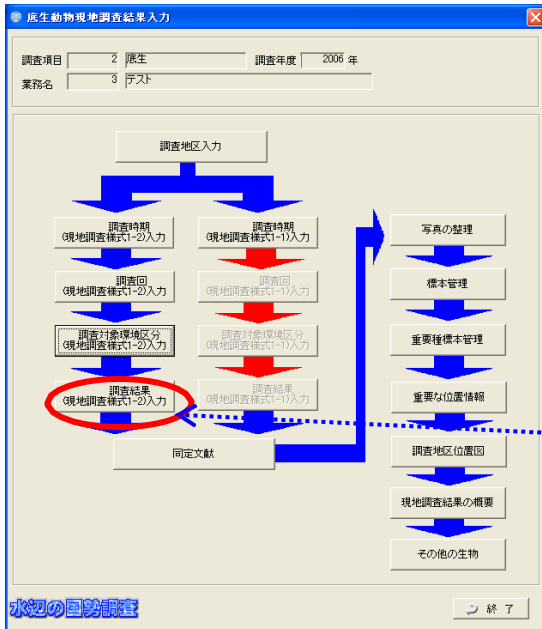 底生動物現地調査結果入力
調査項目 2 底生 調査年度 2006 年
業務名 3 テスト
調査地区入力
調査時期
(現地調査様式1-2)入力
調査時期
(現地調査様式1-1)入力
写真の整理
調査回
(現地調査様式1-2)入力
調査回
(現地調査様式1-1)入力
標本管理
調査対象環境区分
(現地調査様式1-2)入力
調査対象環境区分
(現地調査様式1-1)入力
重要種標本管理
調査結果
(現地調査様式1-2)入力
調査結果
(現地調査様式1-1)入力
重要な位置情報
同定文献
調査地区位置図
現地調査結果の概要
その他の生物
水辺の国勢調査
終 了